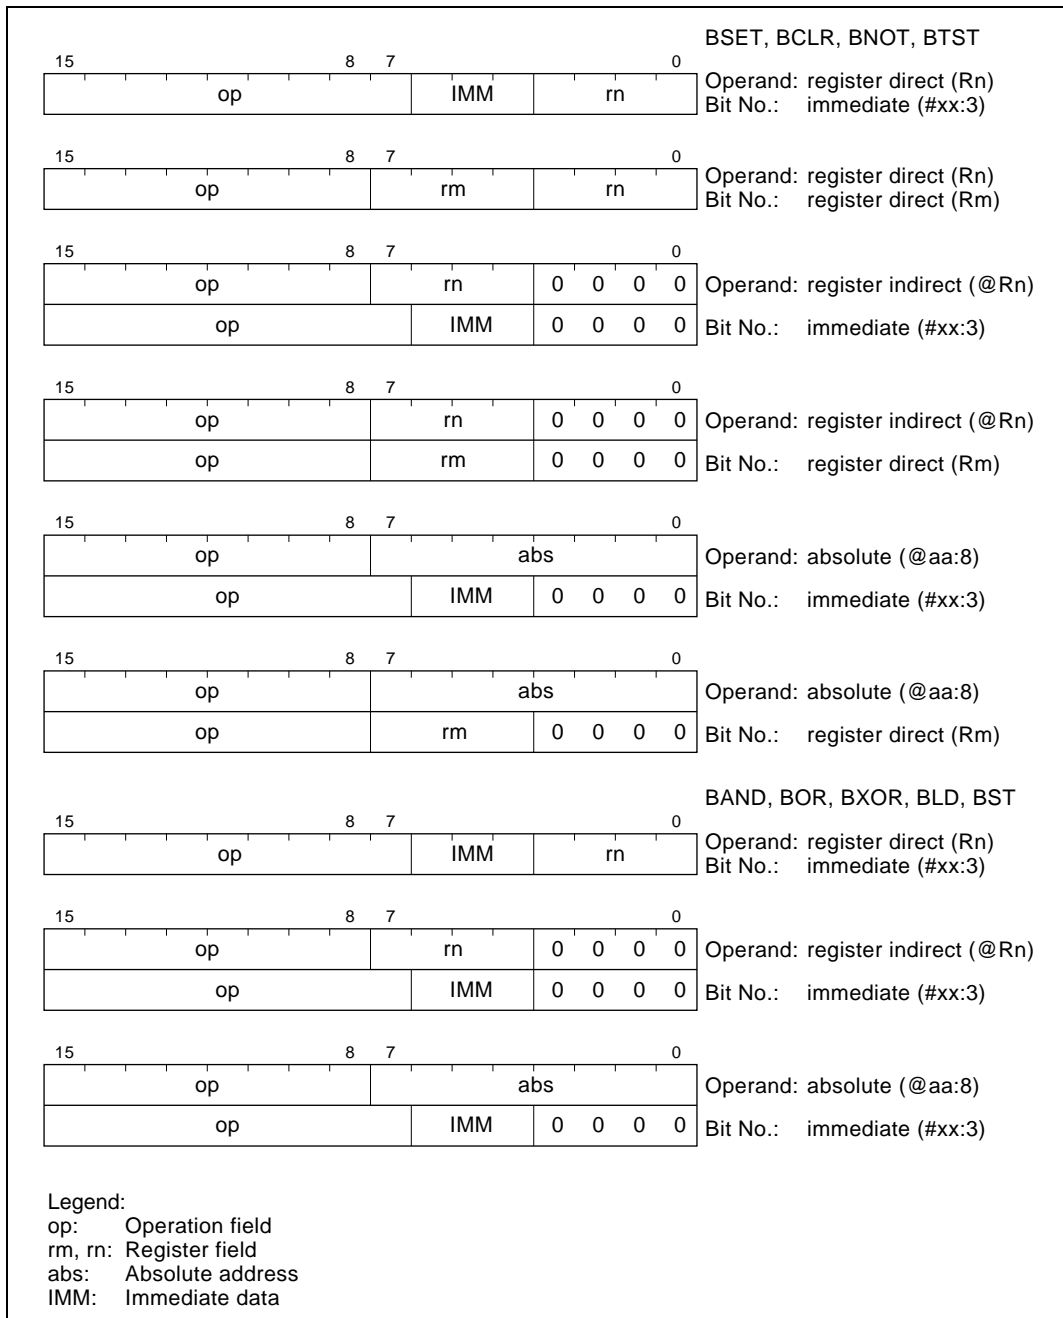 BSET, BCLR, BNOT, BTST
15 8 7 0
op IMM rn
Operand: register direct (Rn)
Bit No.: immediate (#xx:3)
15 8 7 0
op rm rn
Operand: register direct (Rn)
Bit No.: register direct (Rm)
15 8 7 0
op rn 0 0 0 0 Operand: register indirect (@Rn)
op IMM 0 0 0 0 Bit No.: immediate (#xx:3)
15 8 7 0
op rn 0 0 0 0 Operand: register indirect (@Rn)
op rm 0 0 0 0 Bit No.: register direct (Rm)
15 8 7 0
op abs Operand: absolute (@aa:8)
op IMM 0 0 0 0 Bit No.: immediate (#xx:3)
15 8 7 0
op abs Operand: absolute (@aa:8)
op rm 0 0 0 0 Bit No.: register direct (Rm)
BAND, BOR, BXOR, BLD, BST
15 8 7 0
op IMM rn
Operand: register direct (Rn)
Bit No.: immediate (#xx:3)
15 8 7 0
op rn 0 0 0 0 Operand: register indirect (@Rn)
op IMM 0 0 0 0 Bit No.: immediate (#xx:3)
15 8 7 0
op abs Operand: absolute (@aa:8)
op IMM 0 0 0 0 Bit No.: immediate (#xx:3)
Legend:
op: Operation field
rm, rn: Register field
abs: Absolute address
IMM: Immediate data